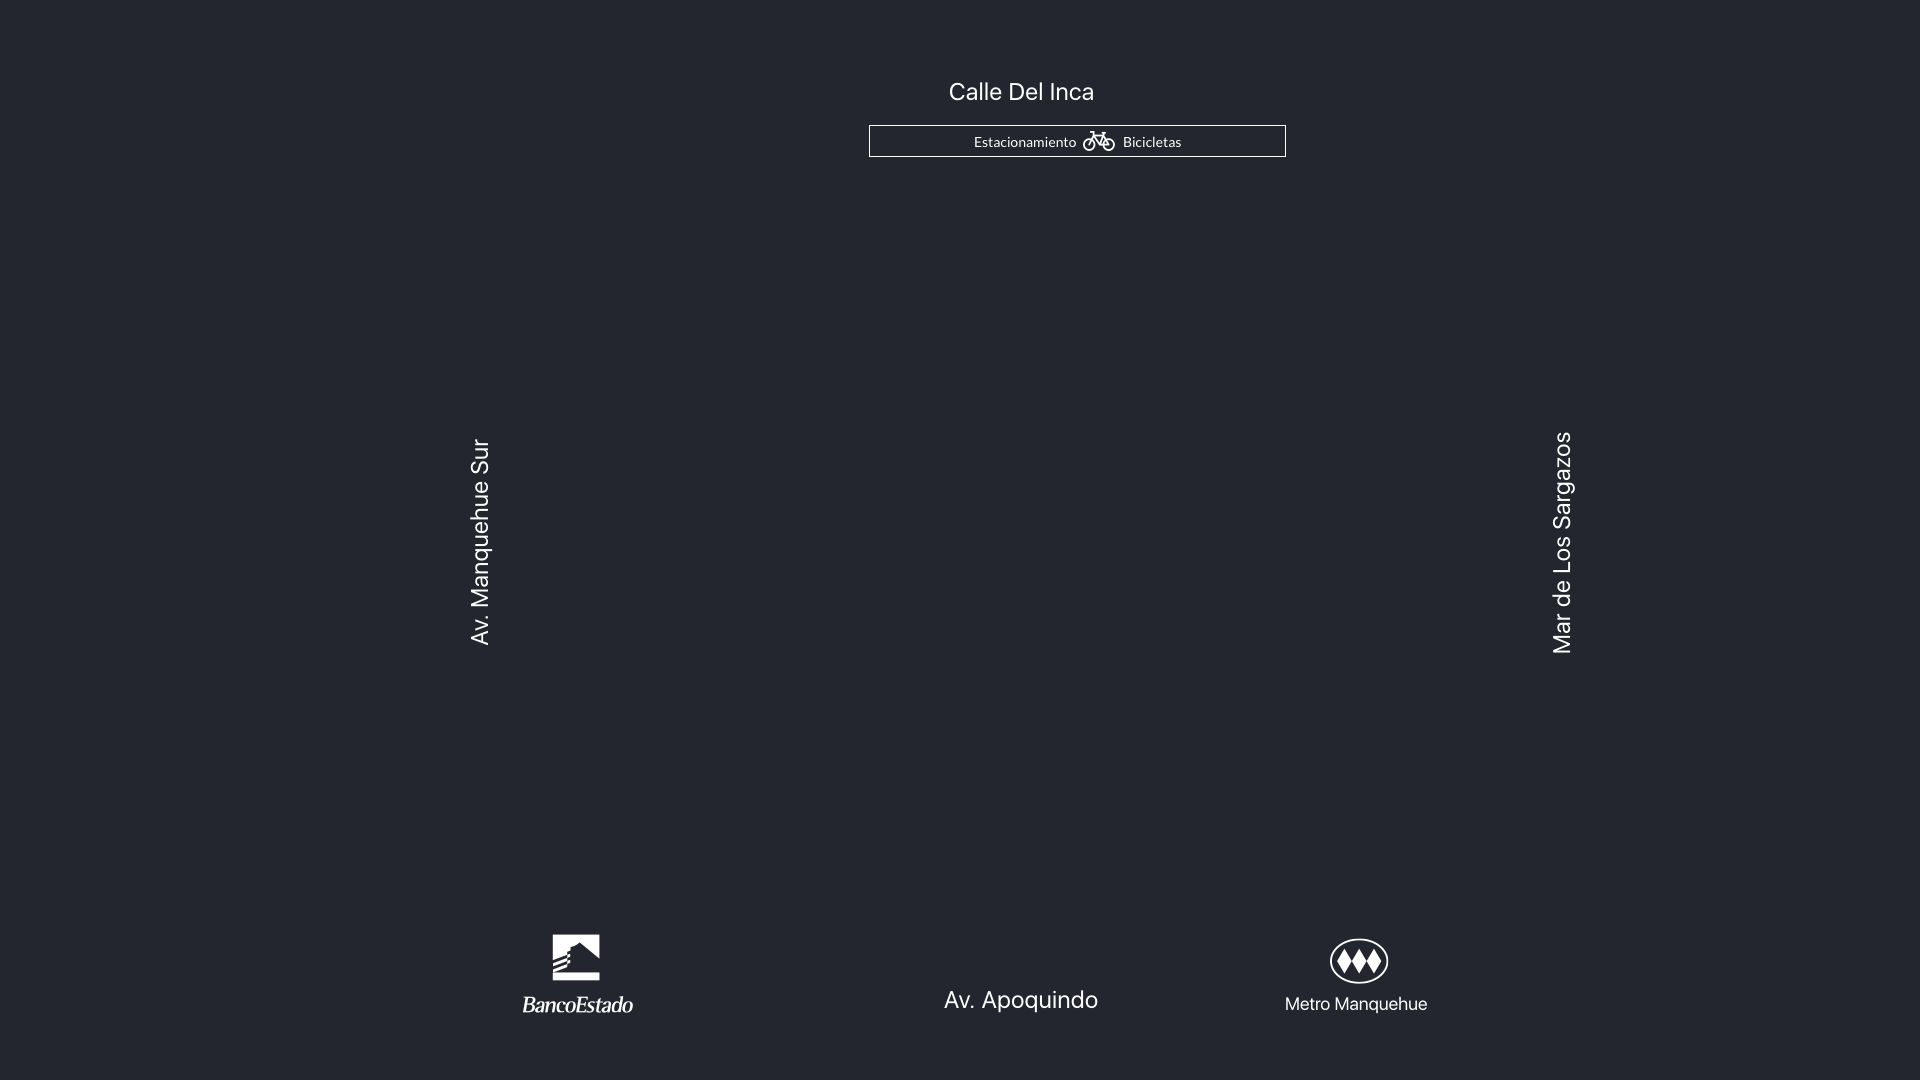 Calle Del Inca
Estacionamiento Bicicletas
Av. Manquehue Sur
Mar de Los Sargazos
BancoEstado
Av. Apoquindo
Metro Manquehue